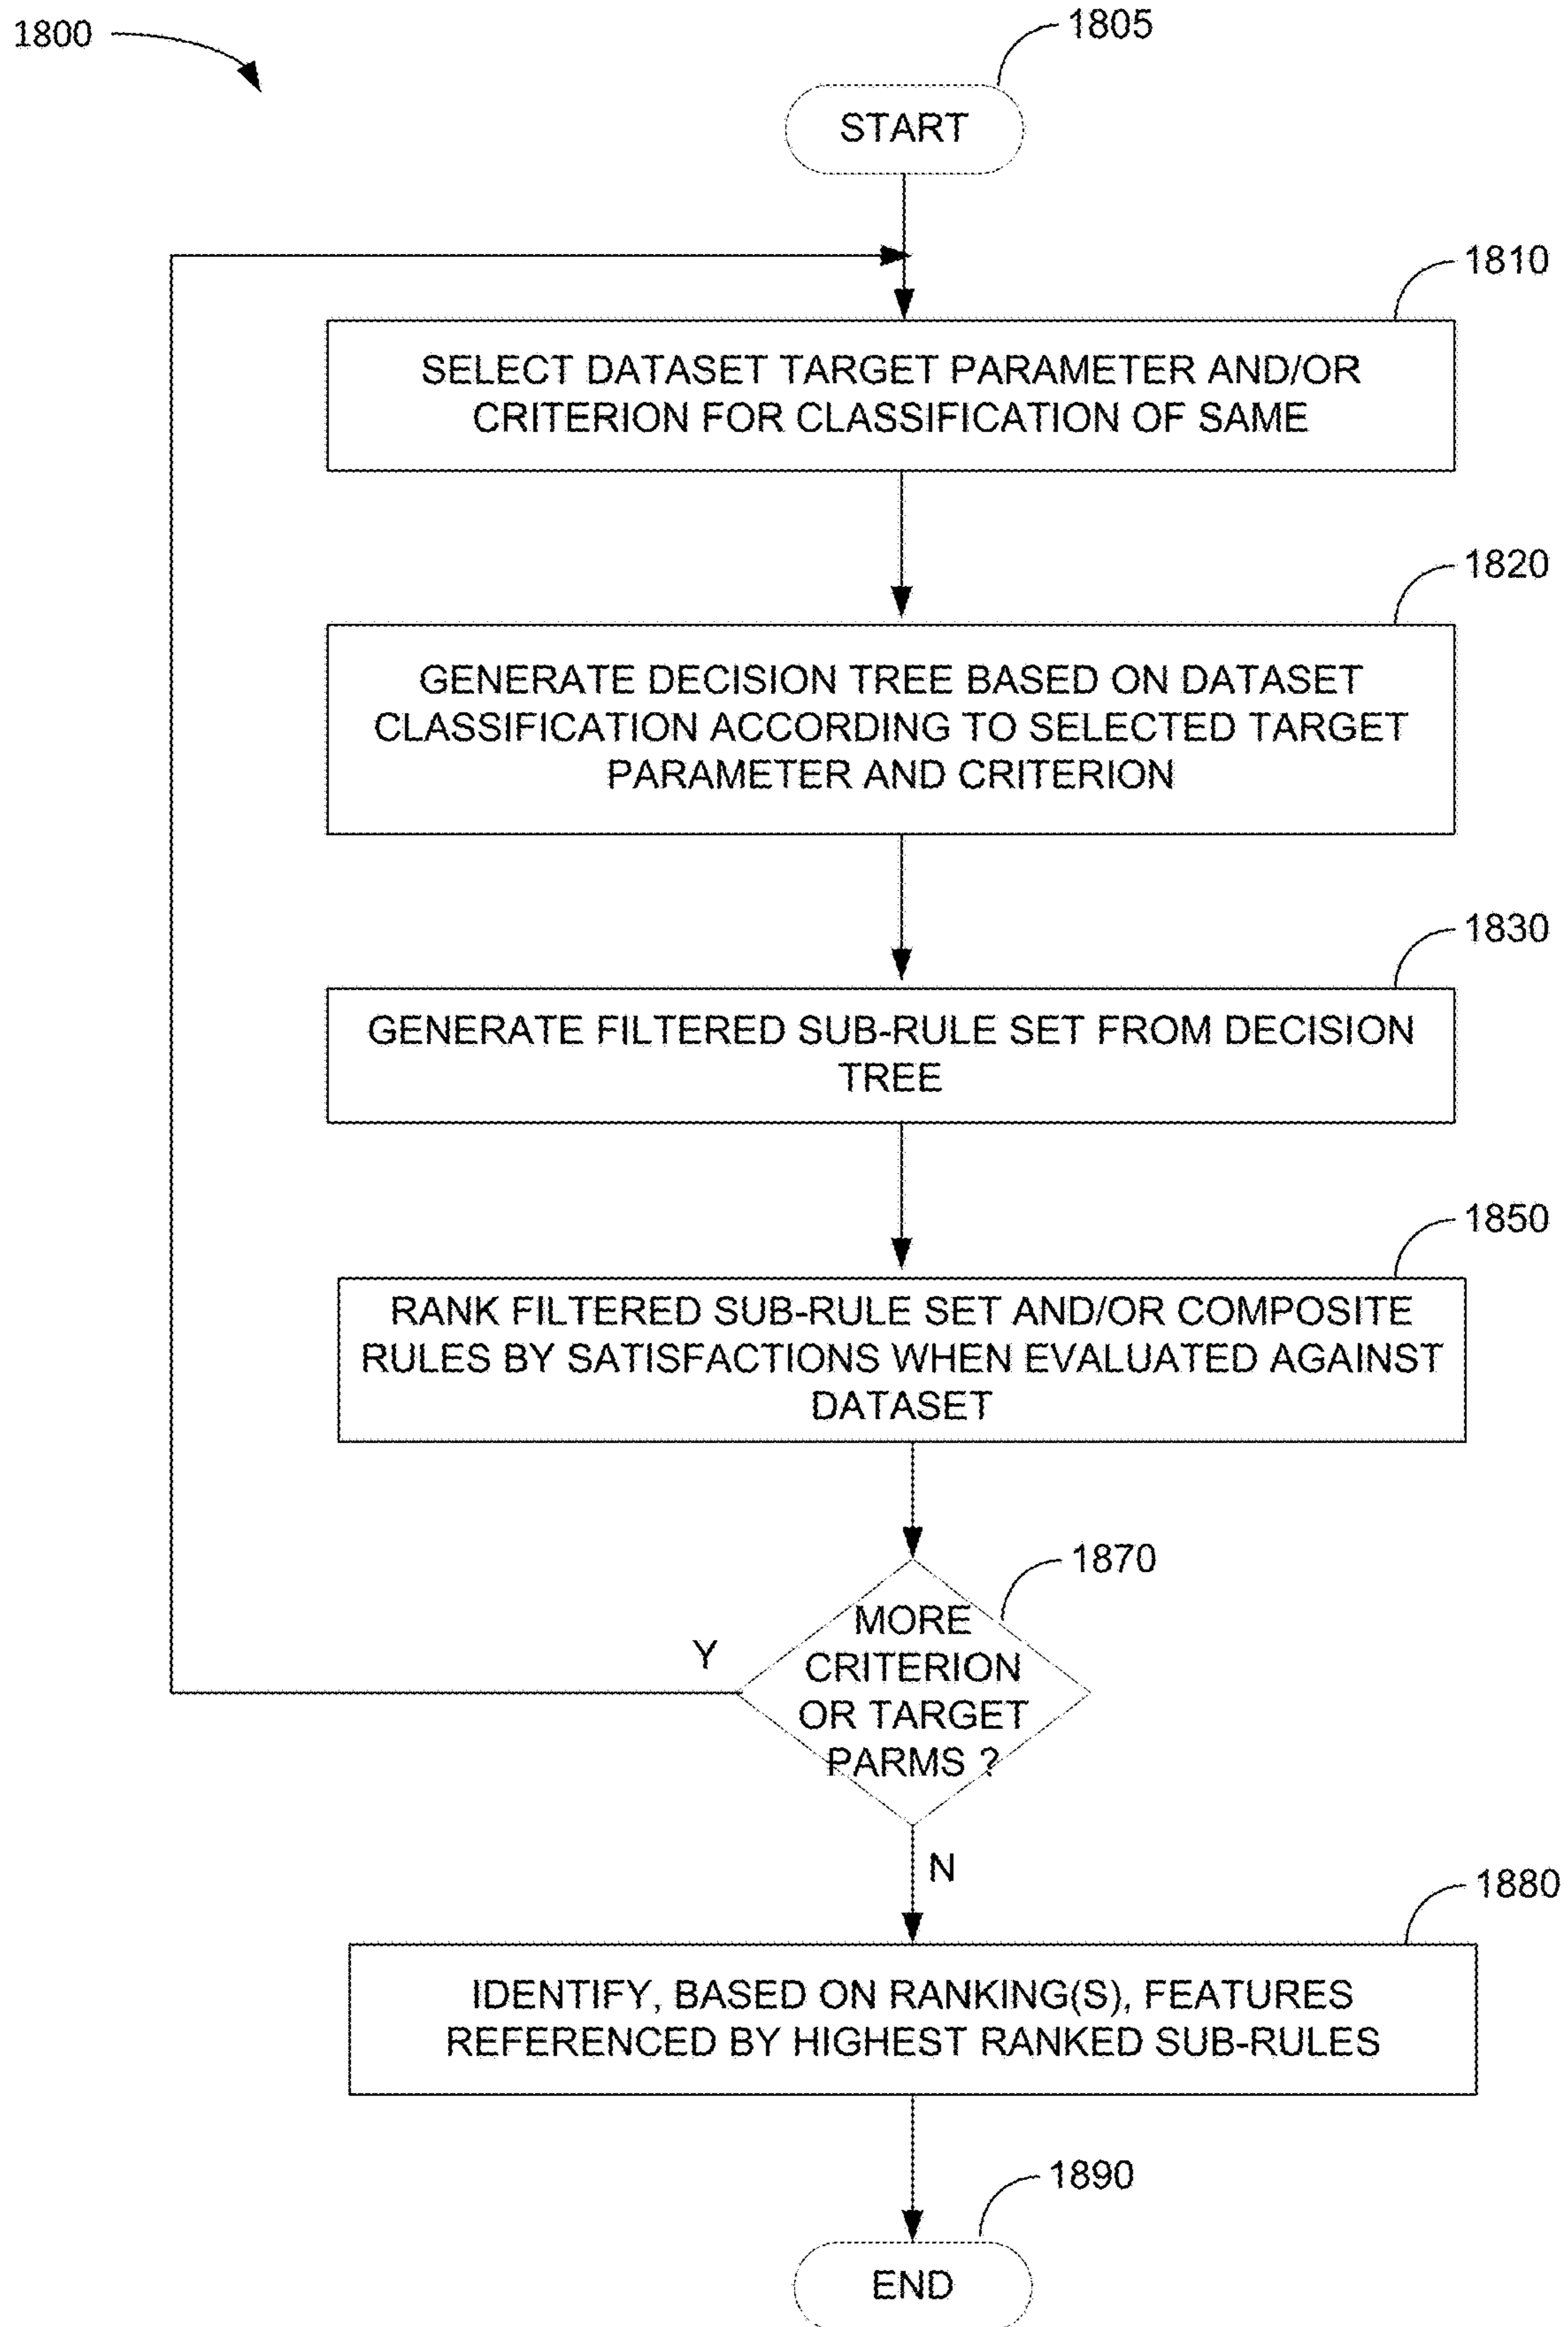 1800
1805
START
1810
SELECT DATASET TARGET PARAMETER AND/OR
CRITERION FOR CLASSIFICATION OF SAME
1820
GENERATE DECISION TREE BASED ON DATASET
CLASSIFICATION ACCORDING TO SELECTED TARGET
PARAMETER AND CRITERION
1830
GENERATE FILTERED SUB-RULE SET FROM DECISION
TREE
1850
RANK FILTERED SUB-RULE SET AND/OR COMPOSITE
RULES BY SATISFACTIONS WHEN EVALUATED AGAINST
DATASET
1870
MORE
CRITERION
OR TARGET
PARMS ?
Y
N
1880
IDENTIFY, BASED ON RANKING(S), FEATURES
REFERENCED BY HIGHEST RANKED SUB-RULES
1890
END